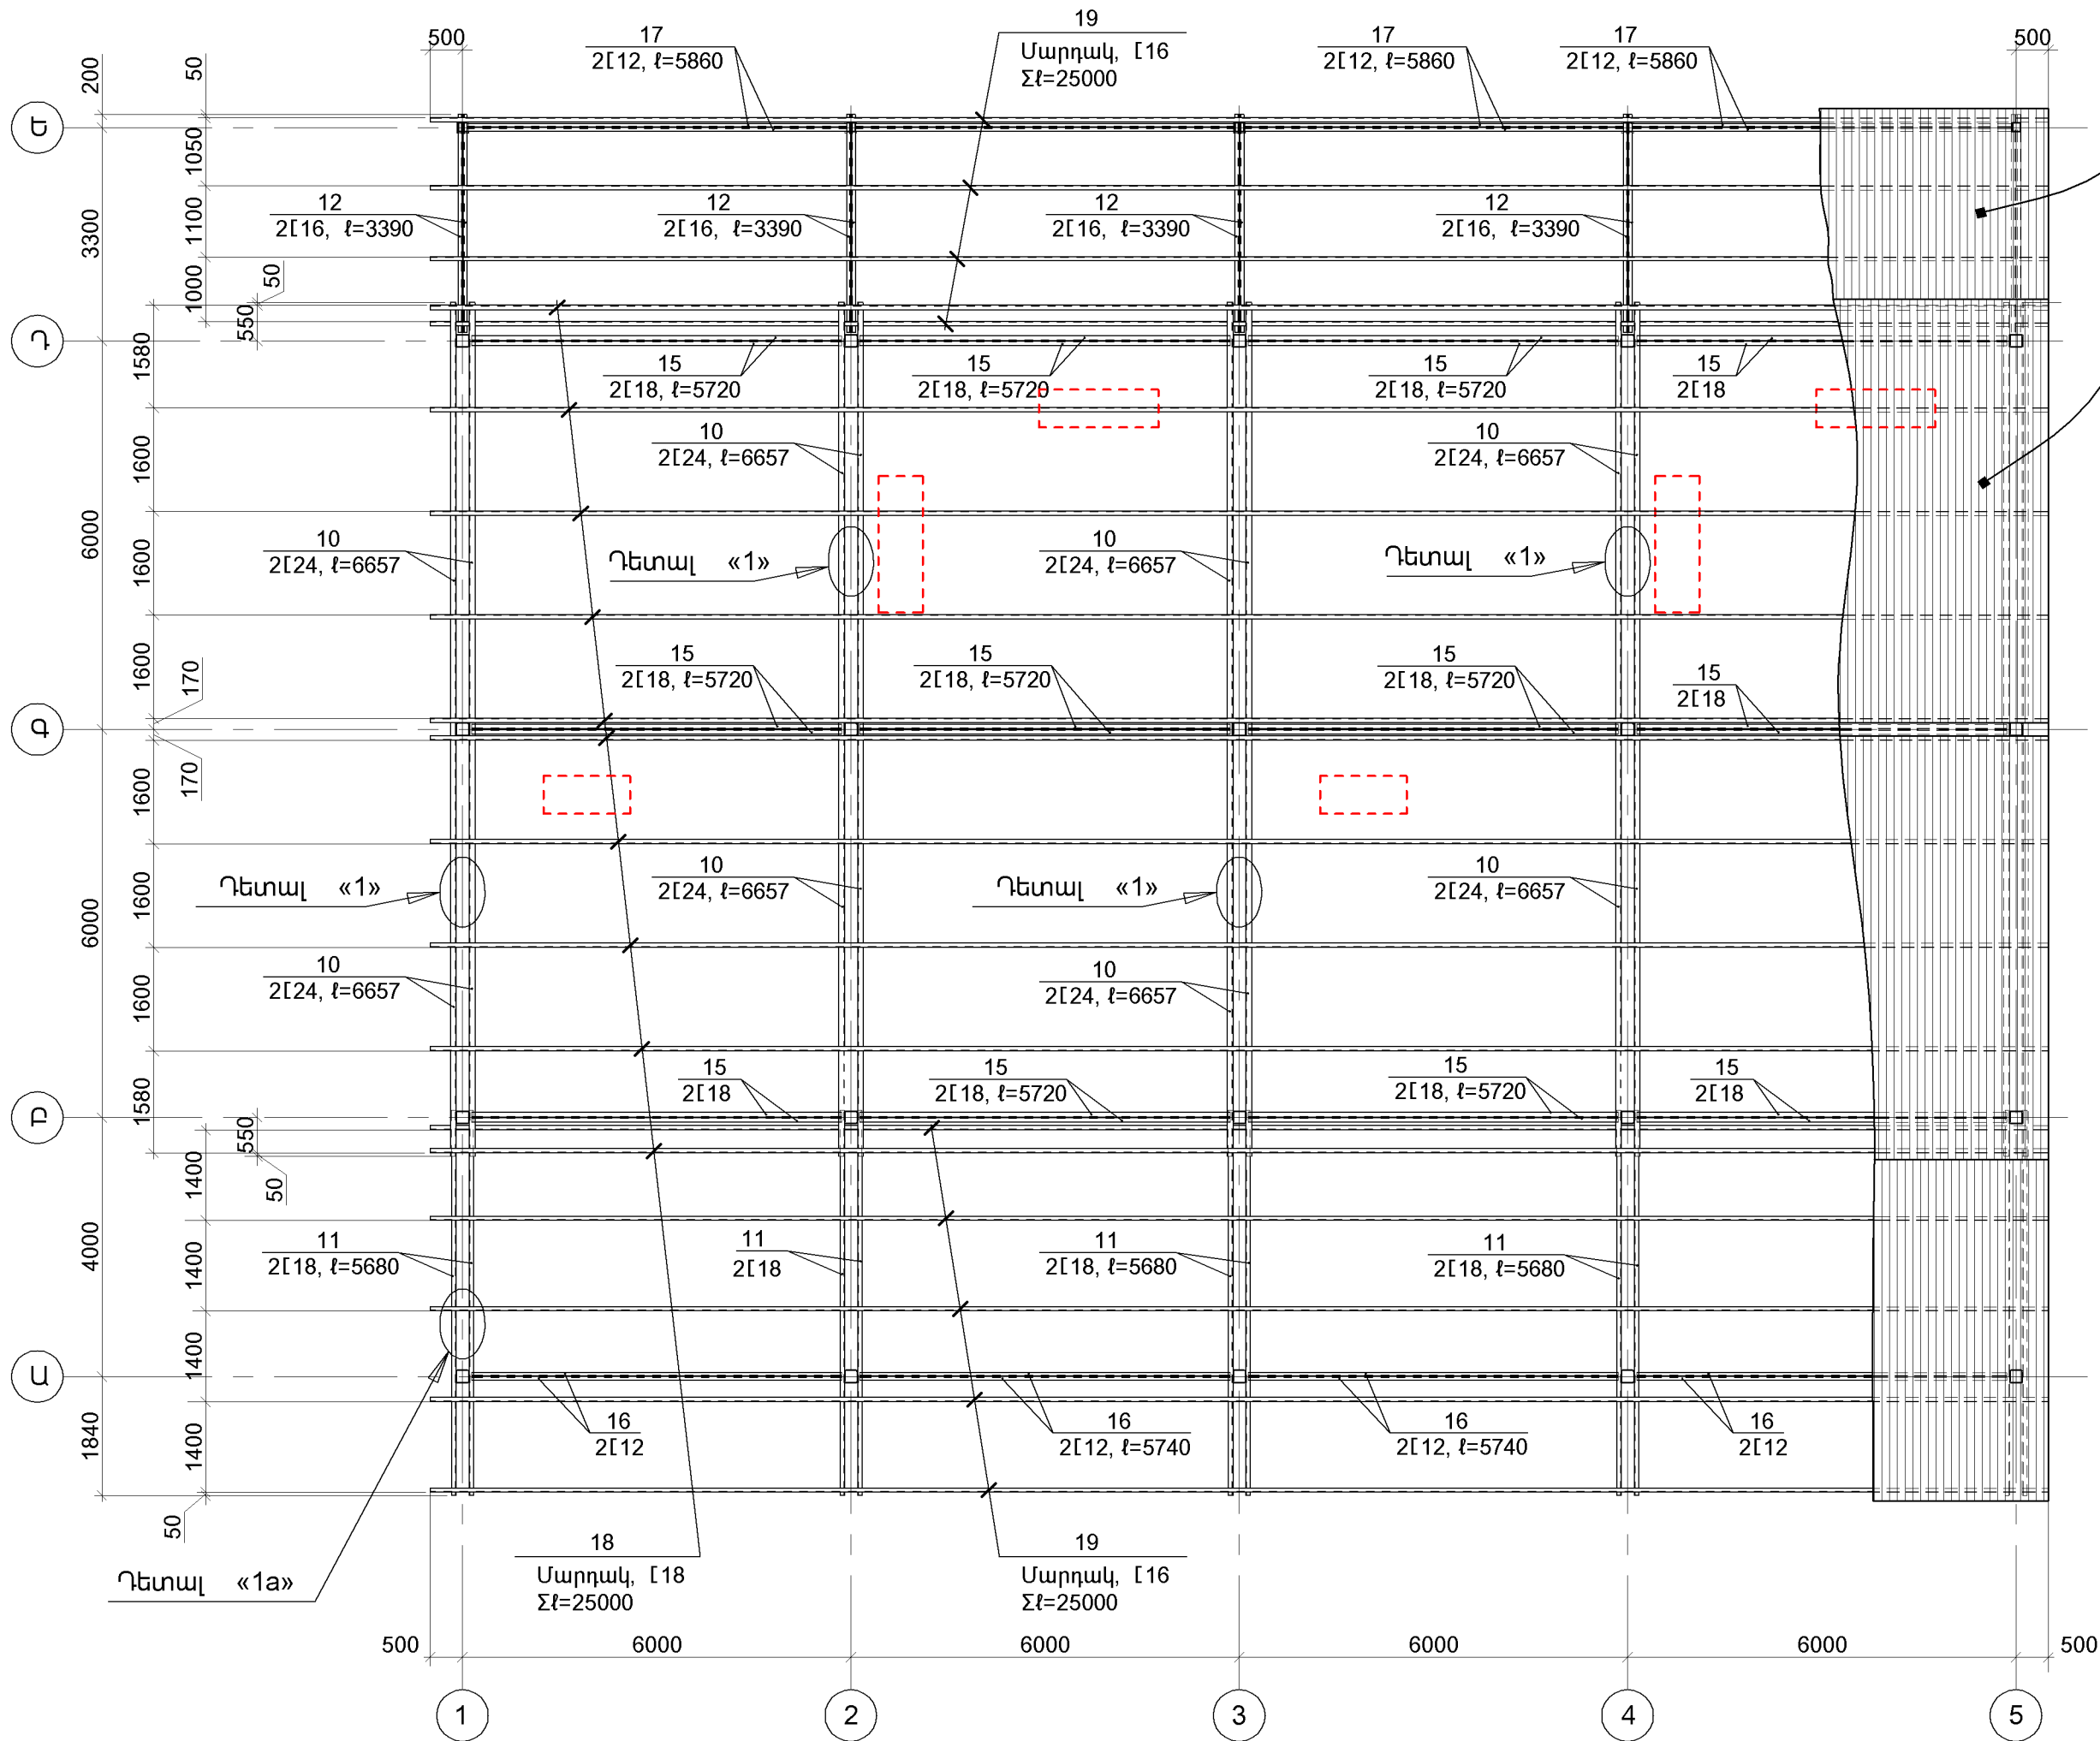 19
Մարդակ, [16
Σℓ=25000
500
17
2[12, ℓ=5860
17
2[12, ℓ=5860
17
2[12, ℓ=5860
500
200
50
Ե
1050
3300
1100
12
2[16, ℓ=3390
12
2[16, ℓ=3390
12
2[16, ℓ=3390
12
2[16, ℓ=3390
1000
50
550
Դ
1580
15
2[18, ℓ=5720
15
2[18, ℓ=5720
15
2[18, ℓ=5720
15
2[18
10
2[24, ℓ=6657
10
2[24, ℓ=6657
1600
6000
10
2[24, ℓ=6657
Դետալ «1»
10
2[24, ℓ=6657
Դետալ «1»
1600
15
2[18, ℓ=5720
15
2[18, ℓ=5720
15
2[18, ℓ=5720
15
2[18
1600
170
Գ
170
1600
Դետալ «1»
10
2[24, ℓ=6657
Դետալ «1»
10
2[24, ℓ=6657
1600
6000
10
2[24, ℓ=6657
10
2[24, ℓ=6657
1600
15
2[18
15
2[18, ℓ=5720
15
2[18, ℓ=5720
15
2[18
1580
Բ
550
50
1400
4000
11
2[18, ℓ=5680
11
2[18
11
2[18, ℓ=5680
11
2[18, ℓ=5680
1400
1400
Ա
1840
1400
16
2[12
16
2[12, ℓ=5740
16
2[12, ℓ=5740
16
2[12
50
18
Մարդակ, [18
Σℓ=25000
19
Մարդակ, [16
Σℓ=25000
Դետալ «1a»
500
6000
6000
6000
6000
500
1
2
3
4
5